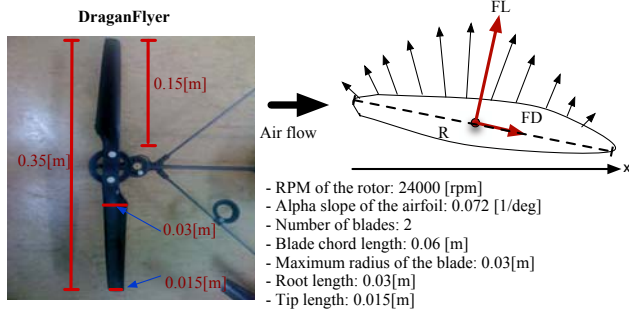 DraganFlyer
0.15[m]
0.35[m]
0.03[m]
0.015[m]
Air flow
FL
FD
R
x
- RPM of the rotor: 24000 [rpm]
- Alpha slope of the airfoil: 0.072 [1/deg]
- Number of blades: 2
- Blade chord length: 0.06 [m]
- Maximum radius of the blade: 0.03[m]
- Root length: 0.03[m]
- Tip length: 0.015[m]